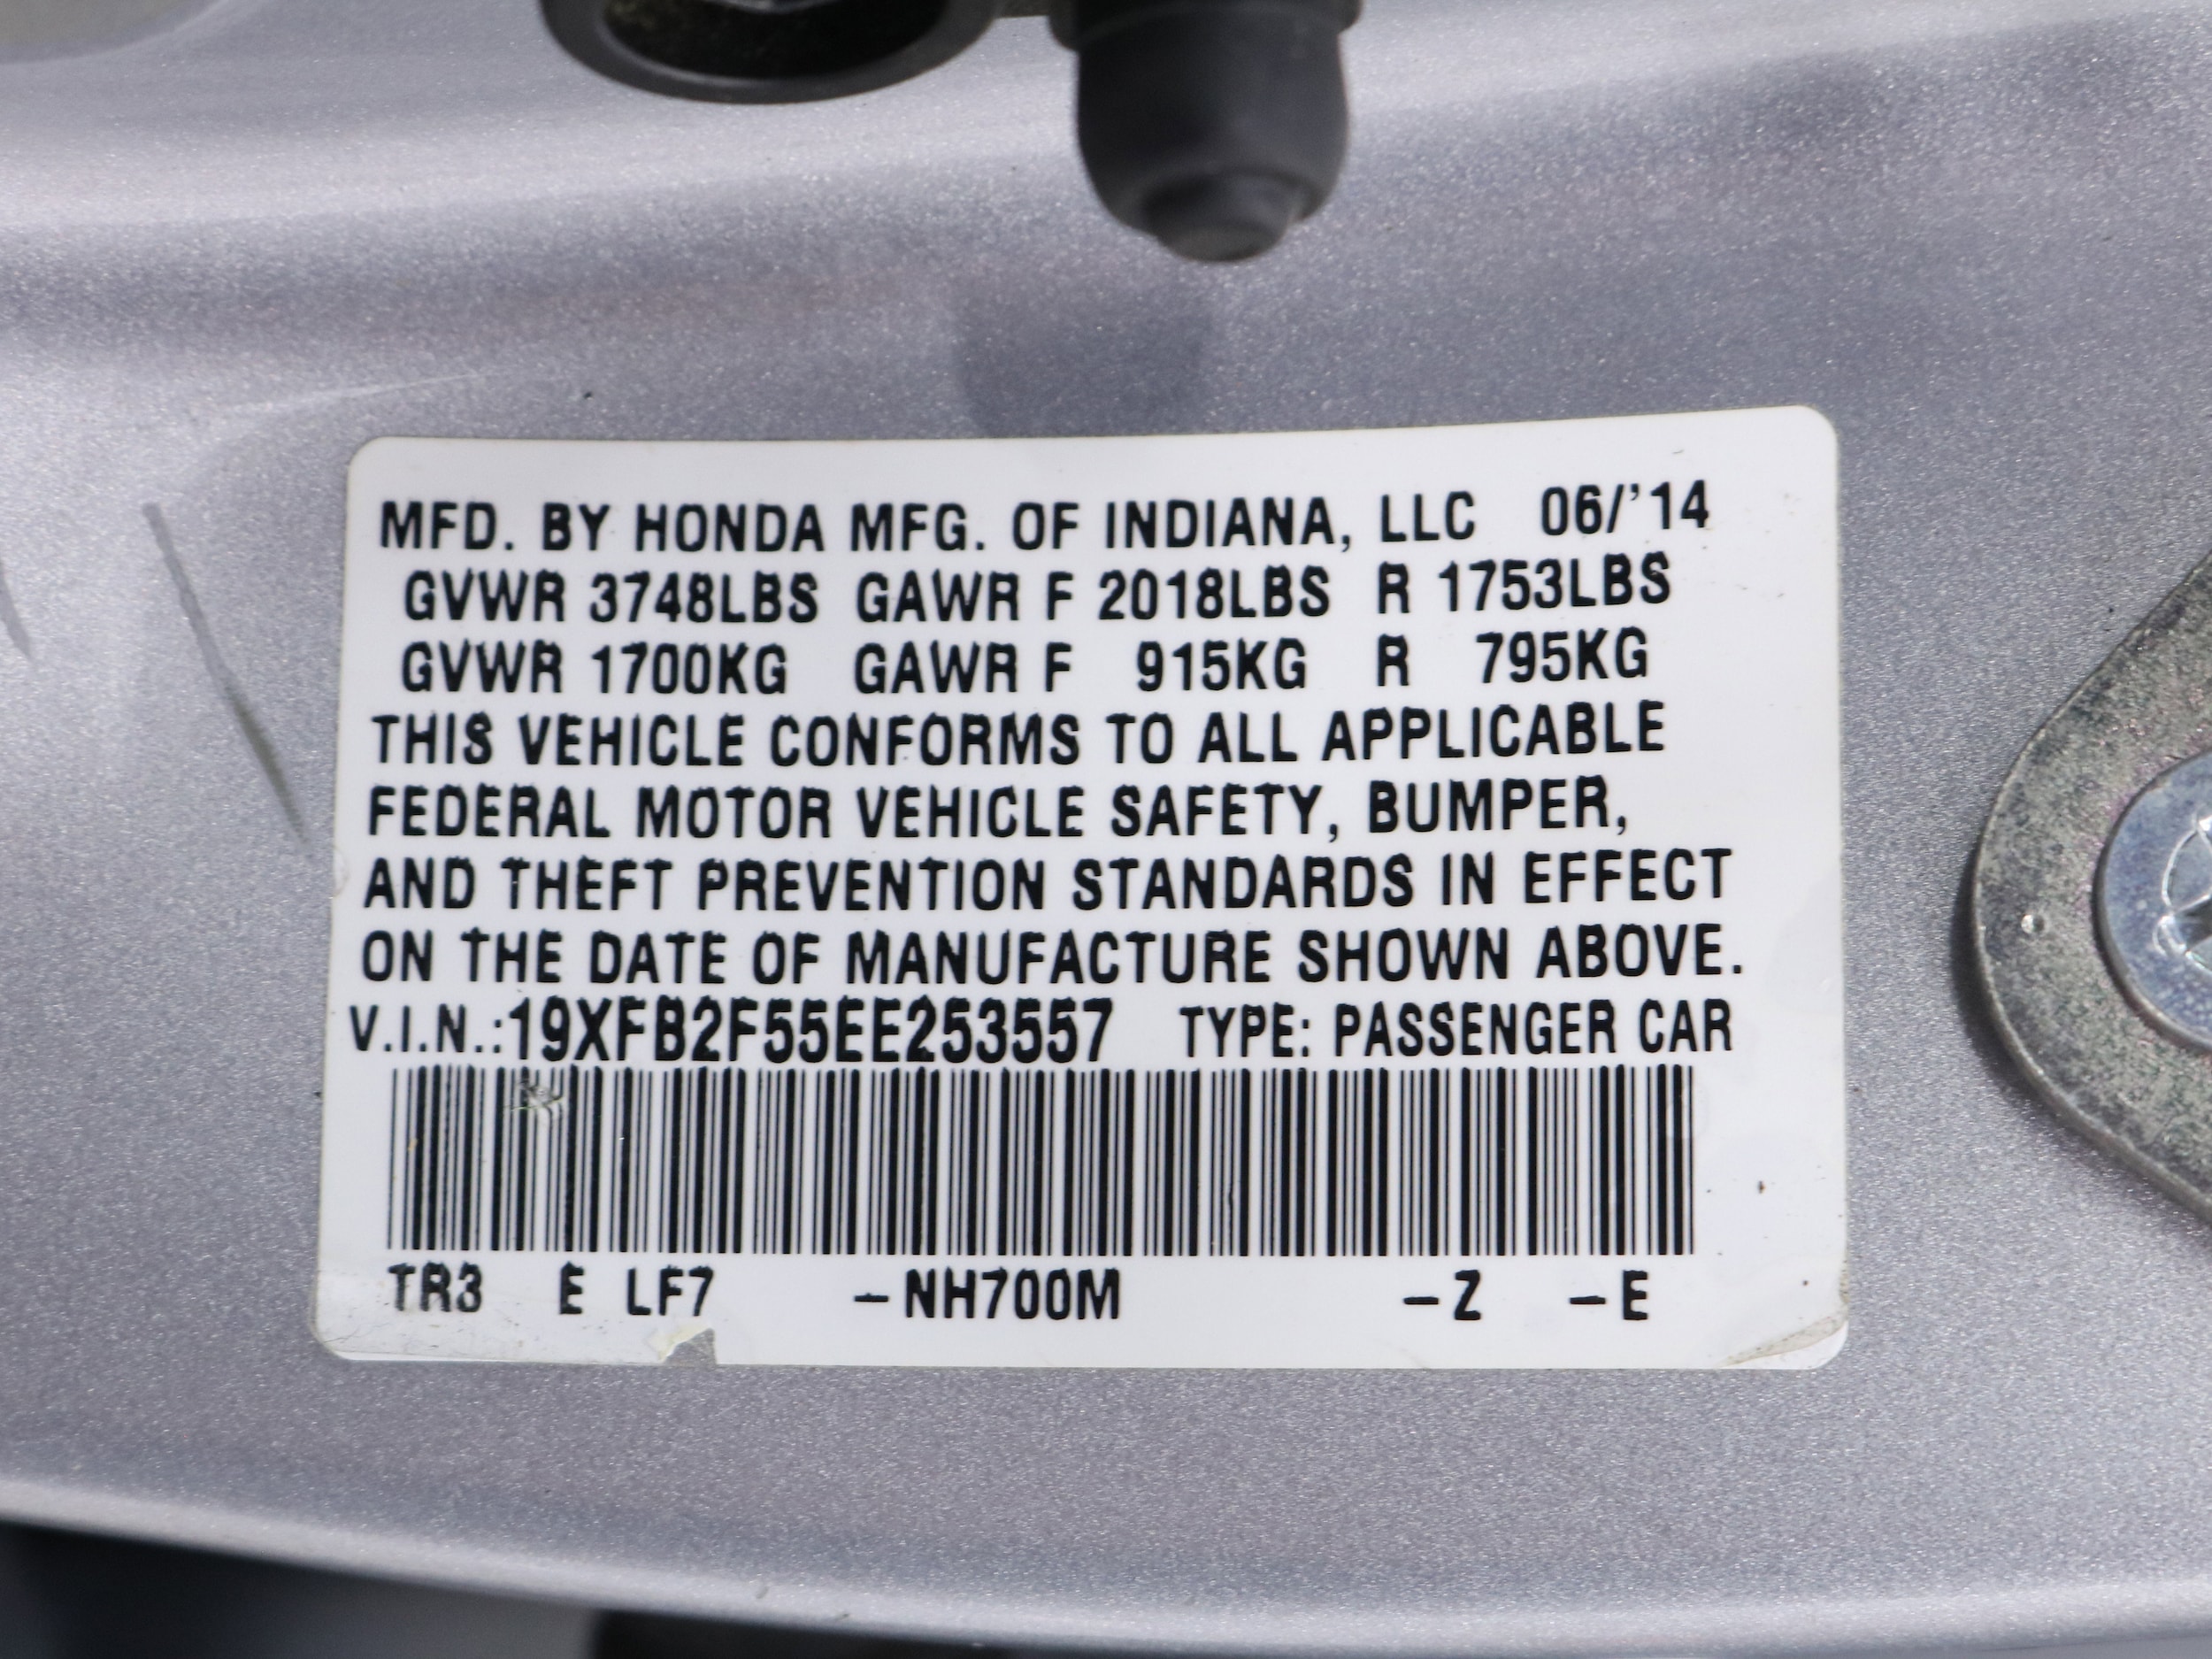 MFD. BY HONDA MFG. OF INDIANA, LLC 06/'14
GVWR 3748LBS GAWR F 2018LBS R 1753LBS
GVWR 1700KG GAWR F 915KG R 795KG
THIS VEHICLE CONFORMS TO ALL APPLICABLE
FEDERAL MOTOR VEHICLE SAFETY, BUMPER,
AND THEFT PREVENTION STANDARDS IN EFFECT
ON THE DATE OF MANUFACTURE SHOWN ABOVE.
V.I.N.:19XFB2F55EE253557 TYPE: PASSENGER CAR
TR3 E LF7 -NH700M -Z -E